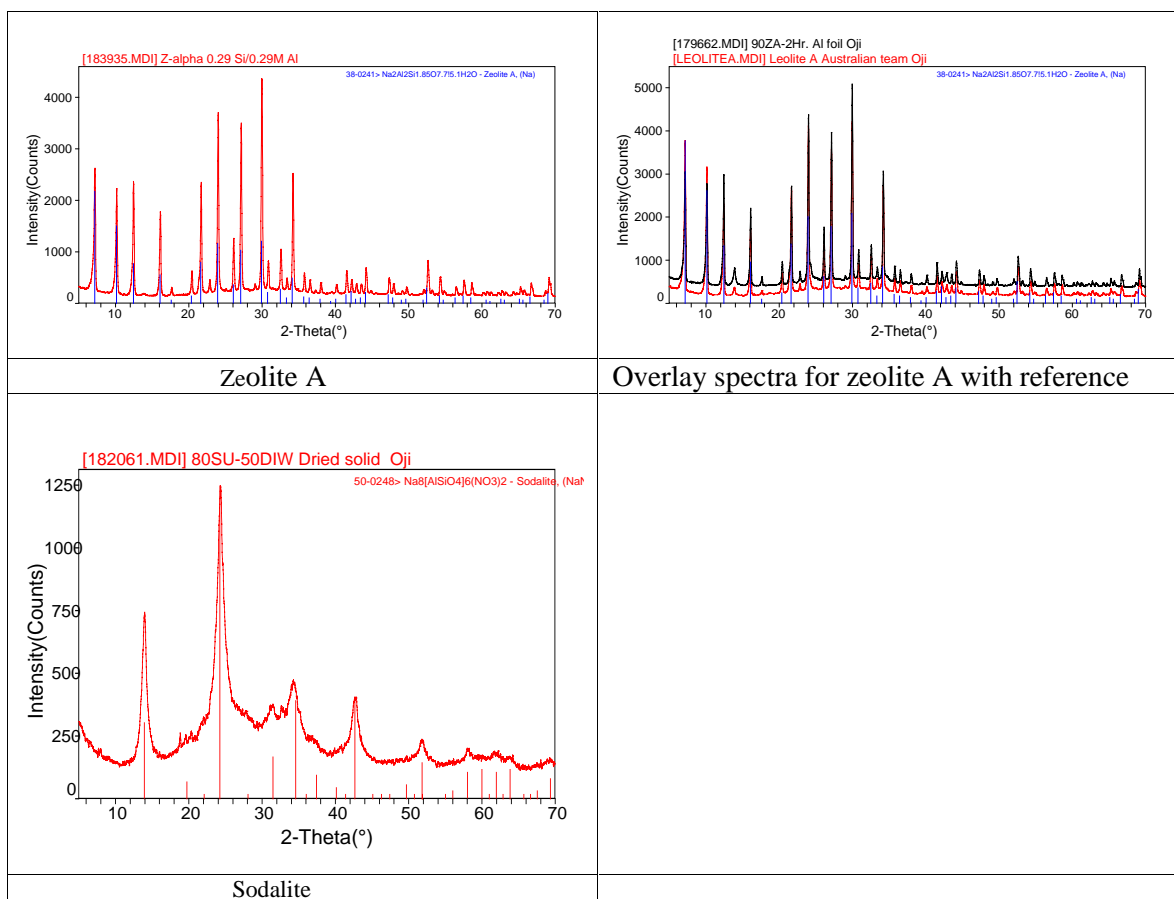 [183935.MDI] Z-alpha 0.29 Si/0.29M Al
38-0241> Na2Al2Si1.85O7.7!5.1H2O - Zeolite A, (Na)
Intensity(Counts)
4000
3000
2000
1000
0
10 20 30 40 50 60 70
2-Theta(°)
Zeolite A
[179662.MDI] 90ZA-2Hr. Al foil Oji
[LEOLITEA.MDI] Leolite A Australian team Oji
38-0241> Na2Al2Si1.85O7.7!5.1H2O - Zeolite A, (Na)
Intensity(Counts)
5000
4000
3000
2000
1000
0
10 20 30 40 50 60 70
2-Theta(°)
Overlay spectra for zeolite A with reference
[182061.MDI] 80SU-50DIW Dried solid Oji
50-0248> Na8[AlSiO4]6(NO3)2 - Sodalite, (NaN
Intensity(Counts)
1250
1000
750
500
250
0
10 20 30 40 50 60 70
2-Theta(°)
Sodalite